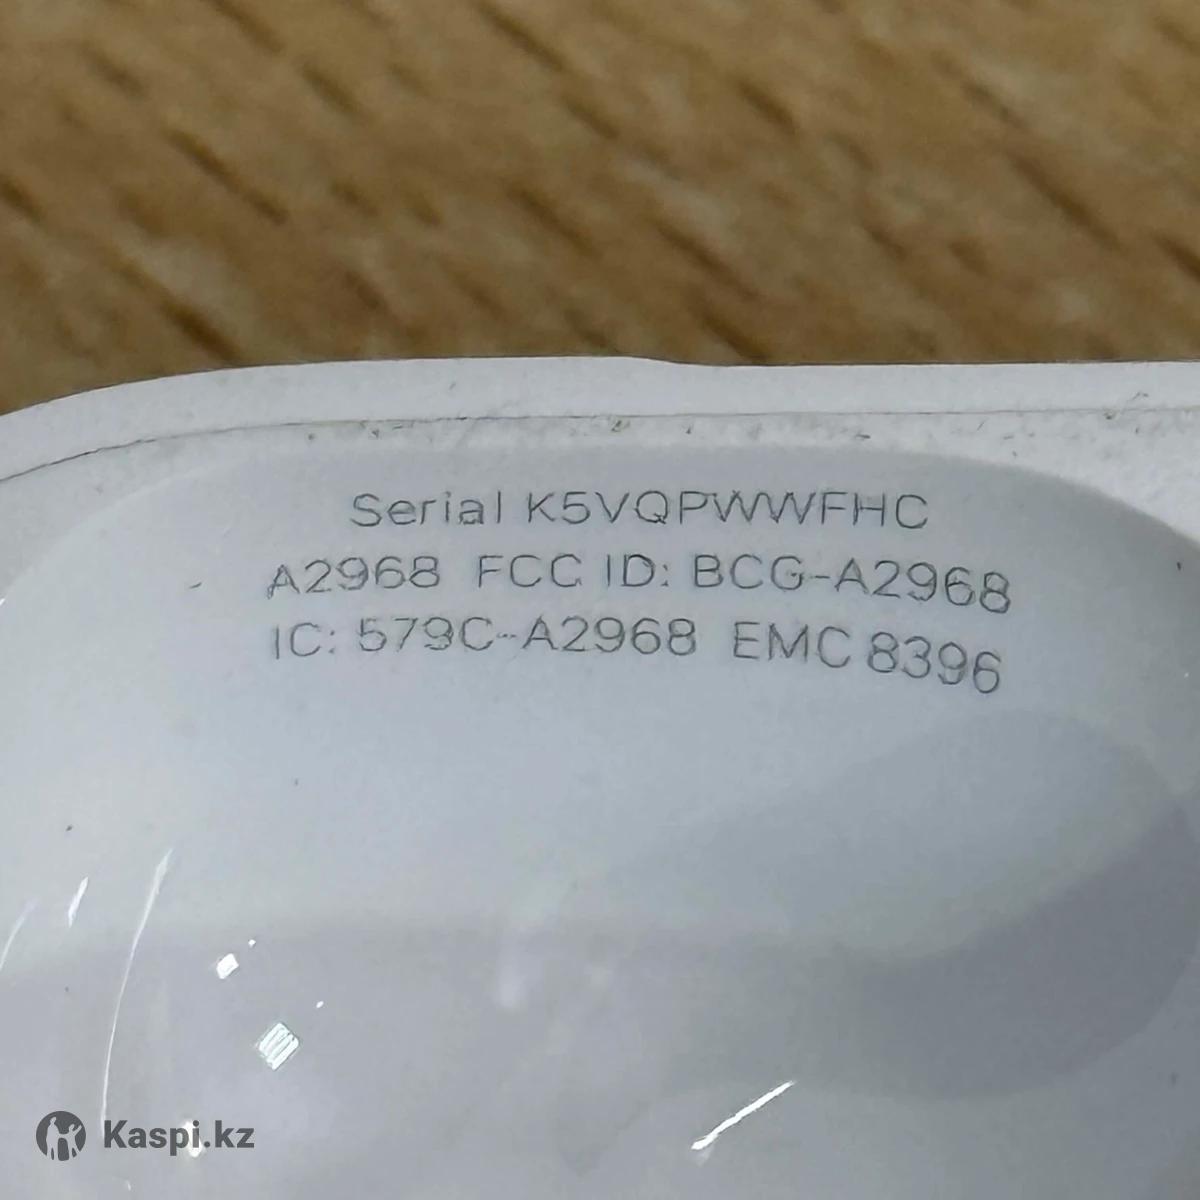 Serial K5VQPWWFHC
A2968 FCC ID: BCG-A2968
IC: 579C-A2968 EMC 8396
Kaspi.kz